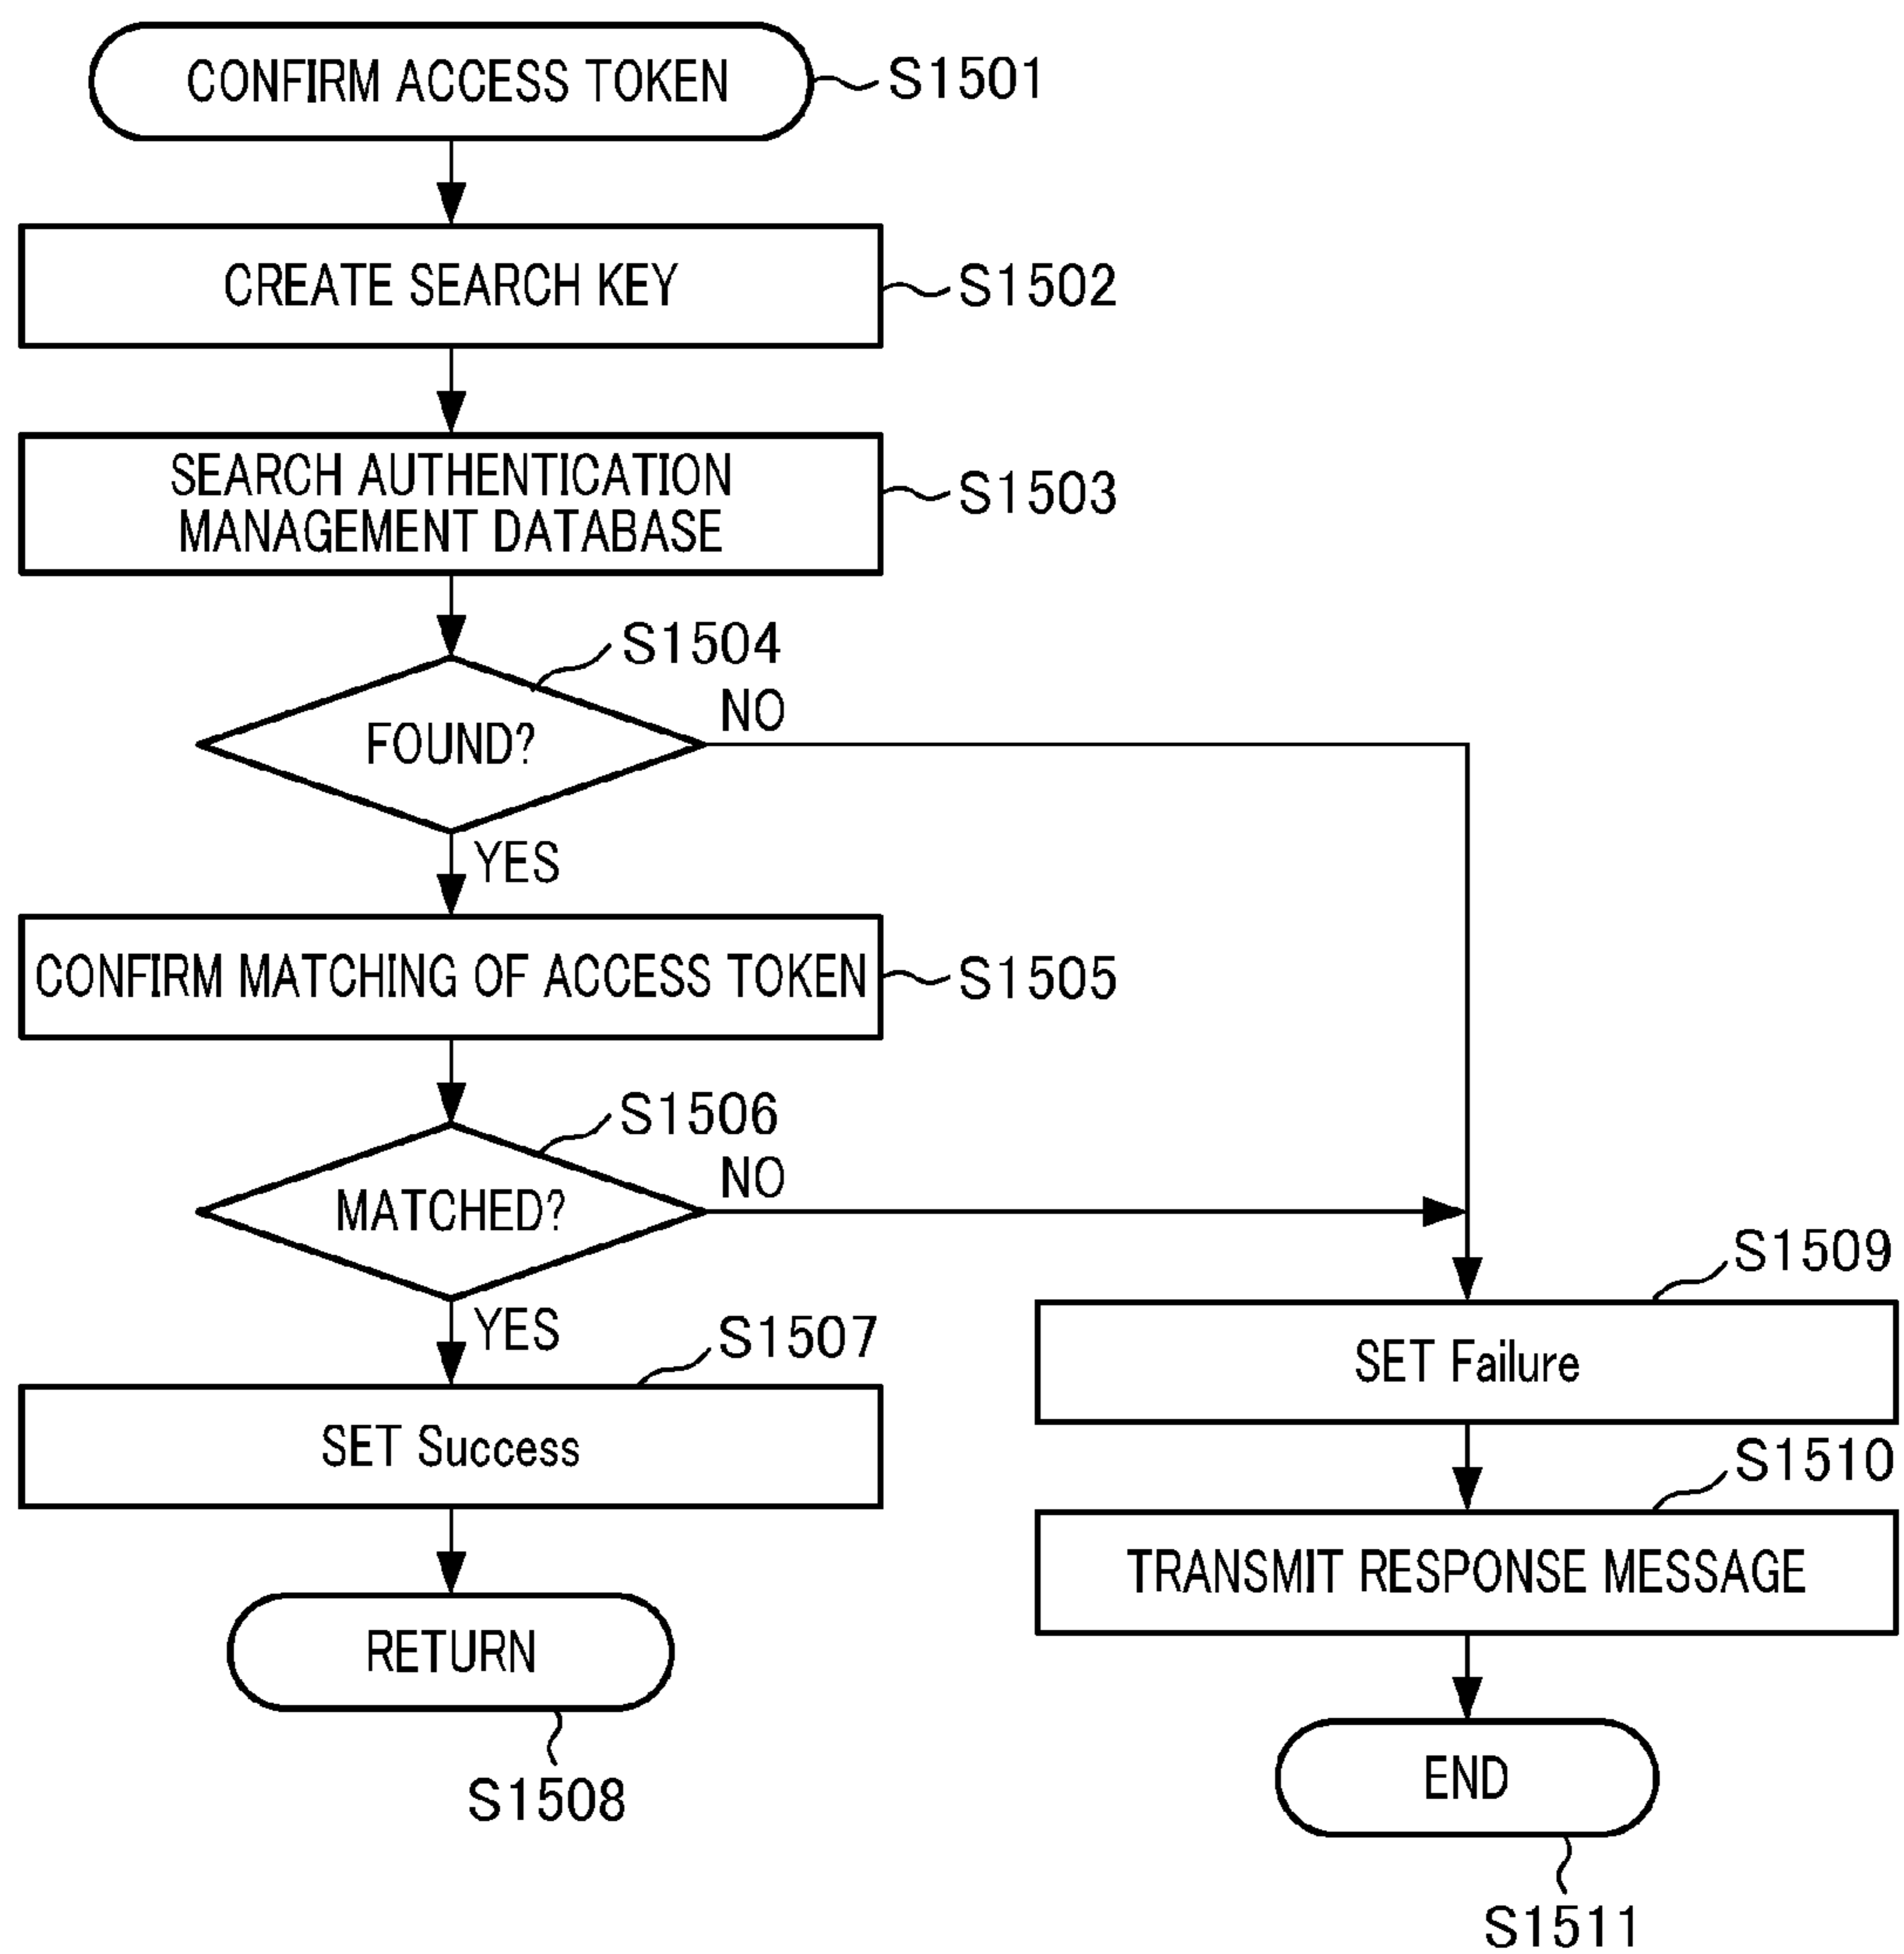 CONFIRM ACCESS TOKEN
S1501
CREATE SEARCH KEY
S1502
SEARCH AUTHENTICATION
MANAGEMENT DATABASE
S1503
S1504
FOUND?
NO
YES
CONFIRM MATCHING OF ACCESS TOKEN
S1505
S1506
MATCHED?
NO
YES
S1507
SET Success
RETURN
S1508
S1509
SET Failure
S1510
TRANSMIT RESPONSE MESSAGE
END
S1511